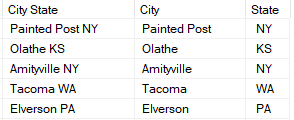 City State City State
Painted Post NY Painted Post NY
Olathe KS Olathe KS
Amityville NY Amityville NY
Tacoma WA Tacoma WA
Elverson PA Elverson PA